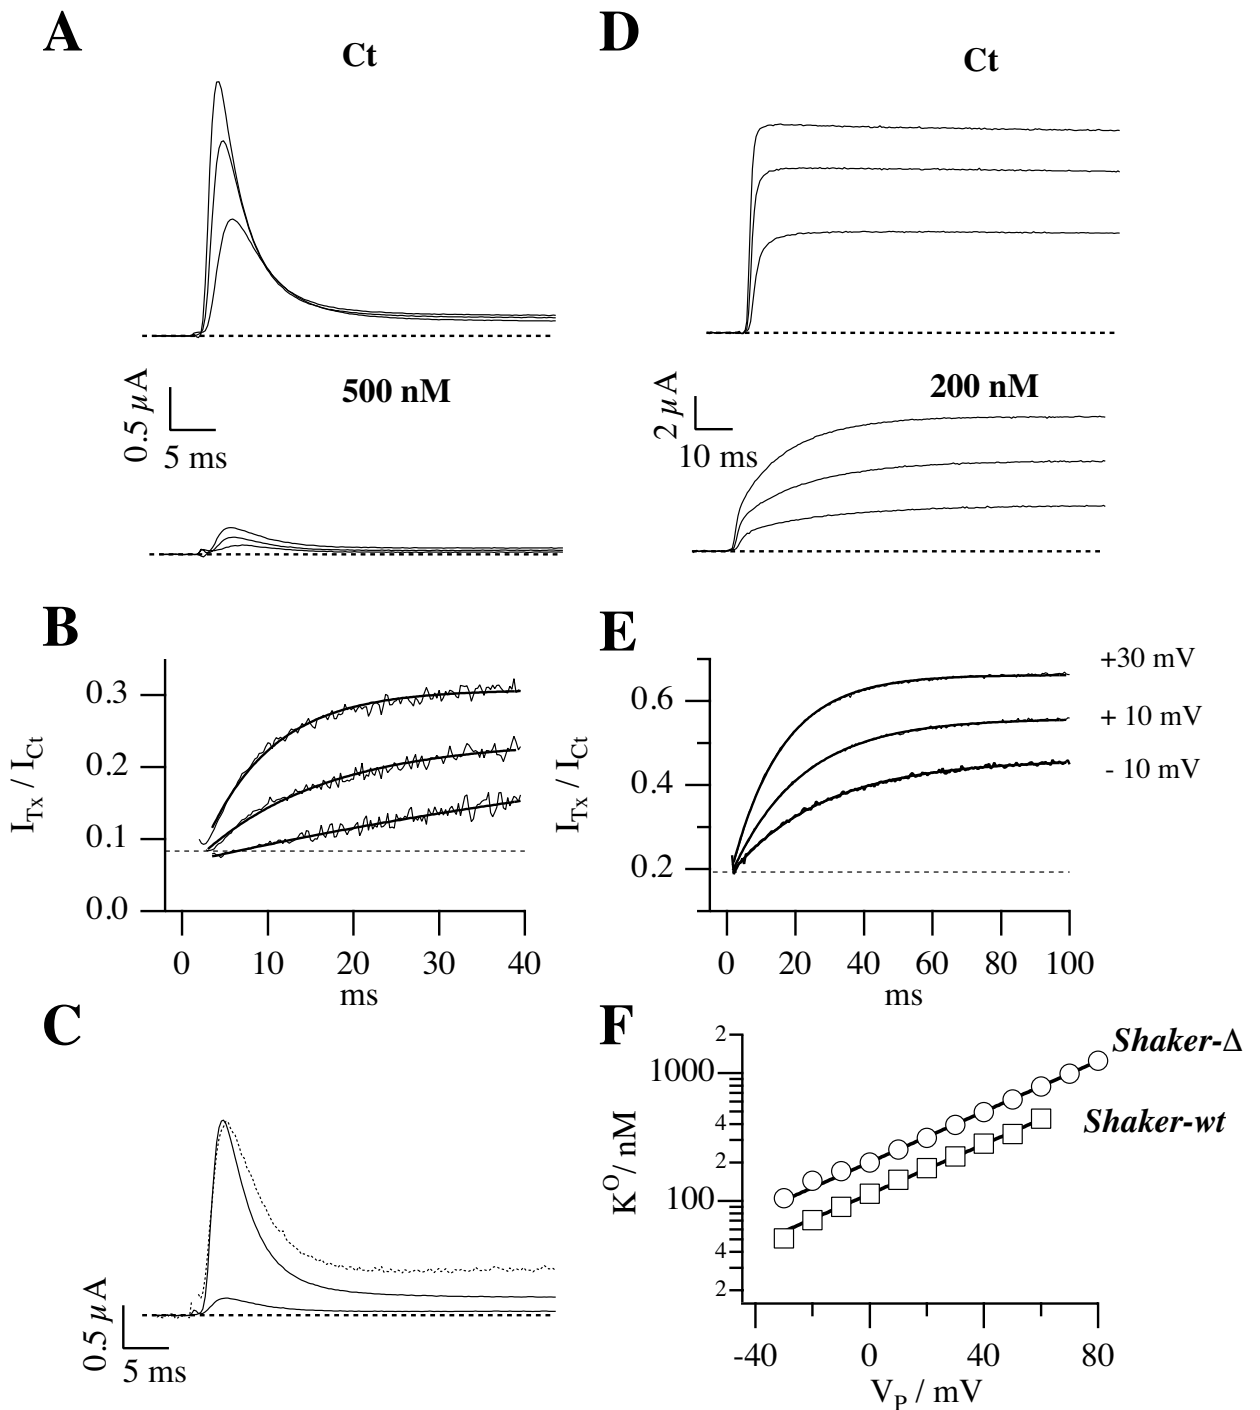 A
Ct
0.5 µA
5 ms
500 nM
D
Ct
2 µA
10 ms
200 nM
B
I_Tx / I_Ct
0.3
0.2
0.1
0.0
0 10 20 30 40
ms
E
I_Tx / I_Ct
0.6
0.4
0.2
+30 mV
+ 10 mV
- 10 mV
0 20 40 60 80 100
ms
C
0.5 µA
5 ms
F
K^O / nM
2
1000
4
2
100
4
2
Shaker-Δ
Shaker-wt
-40 0 40 80
V_P / mV